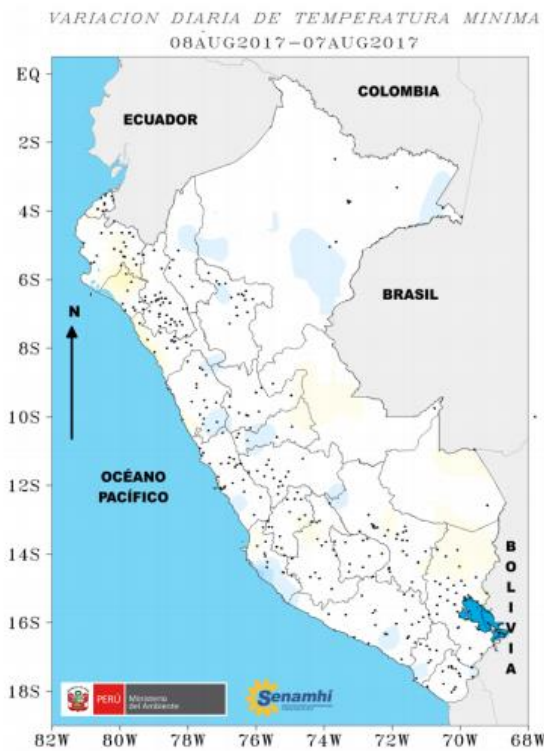 VARIACION DIARIA DE TEMPERATURA MINIMA
08AUG2017-07AUG2017
EQ
COLOMBIA
ECUADOR
2S
4S
6S
BRASIL
N
8S
10S
OCÉANO
PACÍFICO
12S
14S
BOLIVIA
16S
18S
PERÚ
Ministerio
del Ambiente
Senamhi
82W 80W 78W 76W 74W 72W 70W 68W